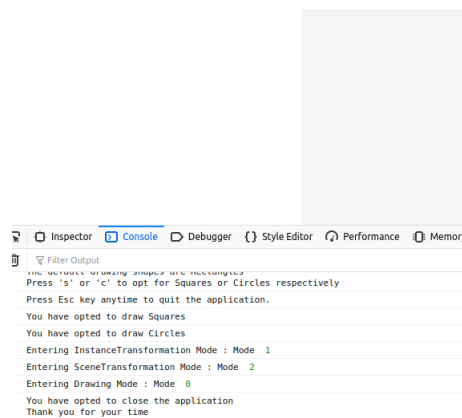 Inspector Console Debugger Style Editor Performance Memor
Filter Output
The default drawing shapes are Rectangles
Press 's' or 'c' to opt for Squares or Circles respectively
Press Esc key anytime to quit the application.
You have opted to draw Squares
You have opted to draw Circles
Entering InstanceTransformation Mode : Mode 1
Entering SceneTransformation Mode : Mode 2
Entering Drawing Mode : Mode 0
You have opted to close the application
Thank you for your time